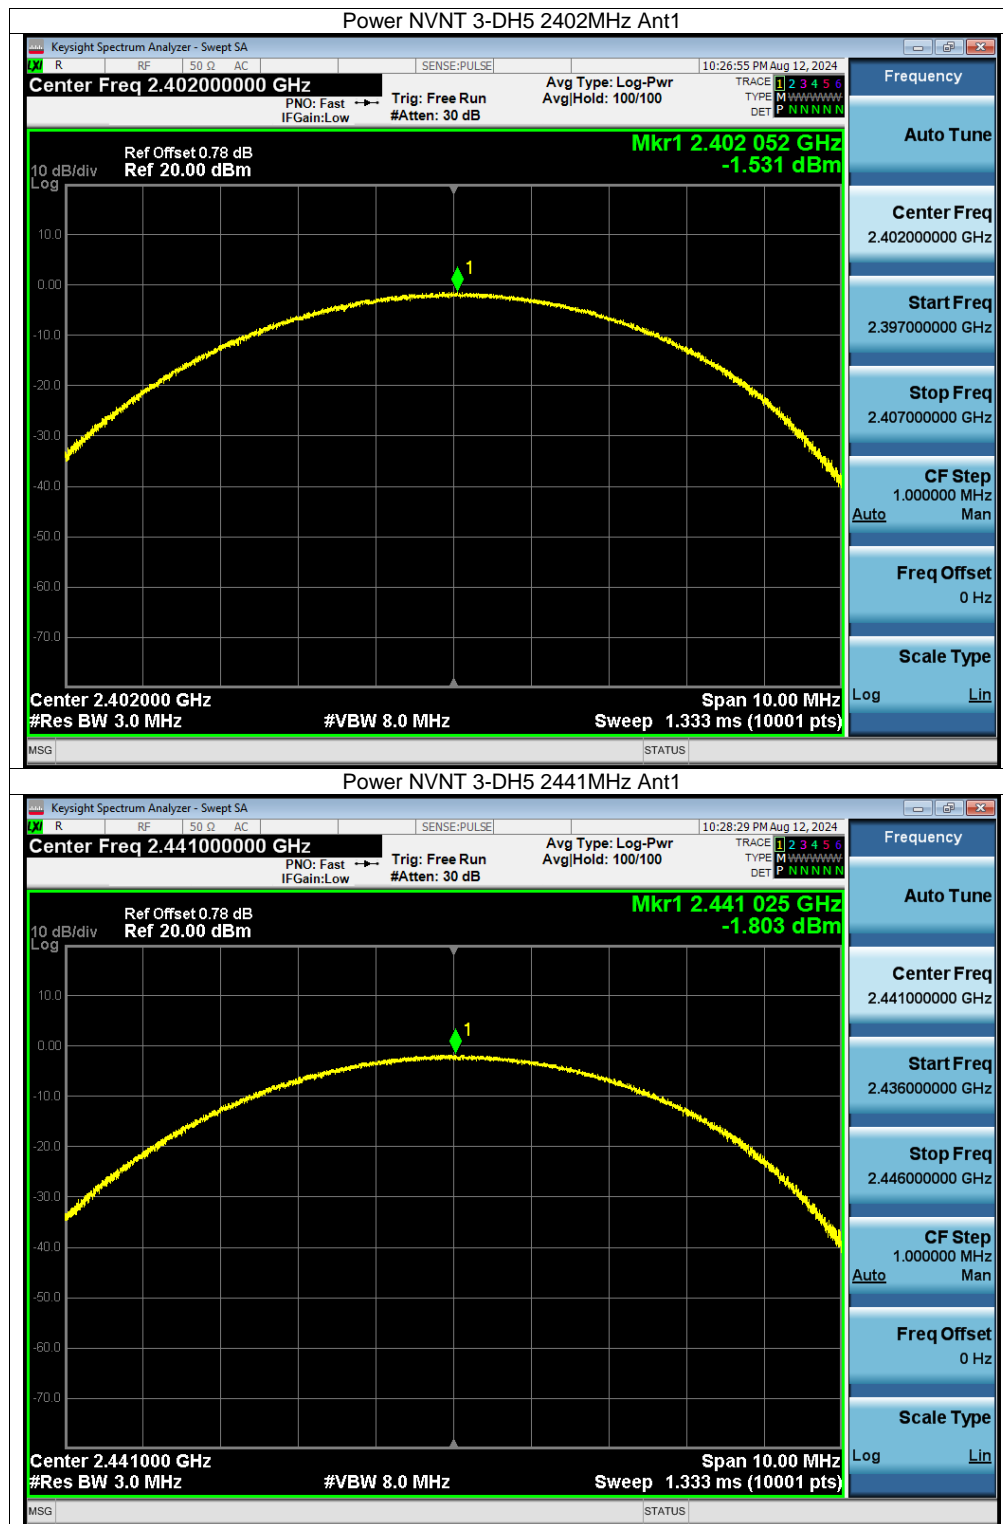 Power NVNT 3-DH5 2402MHz Ant1
Keysight Spectrum Analyzer - Swept SA
LXI R RF 50 Ω AC SENSE:PULSE 10:26:55 PM Aug 12, 2024
Center Freq 2.402000000 GHz
PNO: Fast
IFGain:Low
Trig: Free Run
#Atten: 30 dB
Avg Type: Log-Pwr
Avg|Hold: 100/100
TRACE 1 2 3 4 5 6
TYPE M WWWWW
DET P N N N N N
Ref Offset 0.78 dB
10 dB/div Ref 20.00 dBm
Log
Mkr1 2.402 052 GHz
-1.531 dBm
10.0
0.00
-10.0
-20.0
-30.0
-40.0
-50.0
-60.0
-70.0
1
Center 2.402000 GHz Span 10.00 MHz
#Res BW 3.0 MHz #VBW 8.0 MHz Sweep 1.333 ms (10001 pts)
MSG STATUS
Frequency
Auto Tune
Center Freq
2.402000000 GHz
Start Freq
2.397000000 GHz
Stop Freq
2.407000000 GHz
CF Step
1.000000 MHz
Auto Man
Freq Offset
0 Hz
Scale Type
Log Lin
Power NVNT 3-DH5 2441MHz Ant1
Keysight Spectrum Analyzer - Swept SA
LXI R RF 50 Ω AC SENSE:PULSE 10:28:29 PM Aug 12, 2024
Center Freq 2.441000000 GHz
PNO: Fast
IFGain:Low
Trig: Free Run
#Atten: 30 dB
Avg Type: Log-Pwr
Avg|Hold: 100/100
TRACE 1 2 3 4 5 6
TYPE M WWWWW
DET P N N N N N
Ref Offset 0.78 dB
10 dB/div Ref 20.00 dBm
Log
Mkr1 2.441 025 GHz
-1.803 dBm
10.0
0.00
-10.0
-20.0
-30.0
-40.0
-50.0
-60.0
-70.0
1
Center 2.441000 GHz Span 10.00 MHz
#Res BW 3.0 MHz #VBW 8.0 MHz Sweep 1.333 ms (10001 pts)
MSG STATUS
Frequency
Auto Tune
Center Freq
2.441000000 GHz
Start Freq
2.436000000 GHz
Stop Freq
2.446000000 GHz
CF Step
1.000000 MHz
Auto Man
Freq Offset
0 Hz
Scale Type
Log Lin